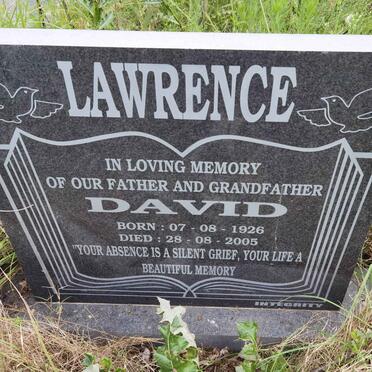 LAWRENCE
IN LOVING MEMORY
OF OUR FATHER AND GRANDFATHER
DAVID
BORN : 07 - 08 - 1926
DIED : 28 - 08 - 2005
"YOUR ABSENCE IS A SILENT GRIEF, YOUR LIFE A
BEAUTIFUL MEMORY
INTEGRITY